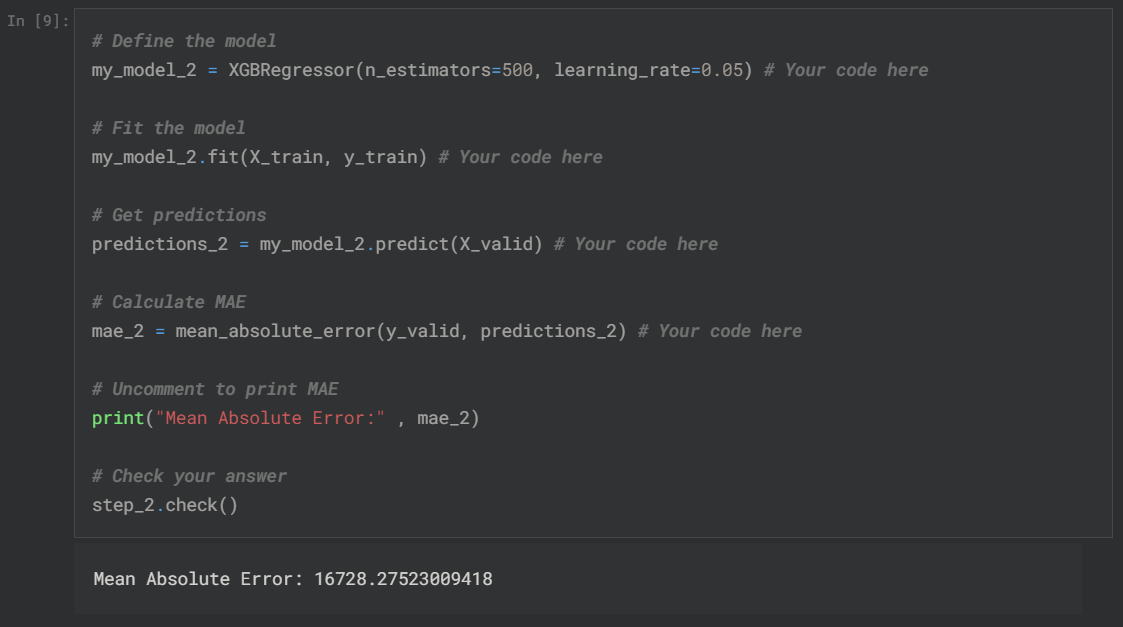 In [9]:
# Define the model
my_model_2 = XGBRegressor(n_estimators=500, learning_rate=0.05) # Your code here
# Fit the model
my_model_2.fit(X_train, y_train) # Your code here
# Get predictions
predictions_2 = my_model_2.predict(X_valid) # Your code here
# Calculate MAE
mae_2 = mean_absolute_error(y_valid, predictions_2) # Your code here
# Uncomment to print MAE
print("Mean Absolute Error:" , mae_2)
# Check your answer
step_2.check()
Mean Absolute Error: 16728.27523009418